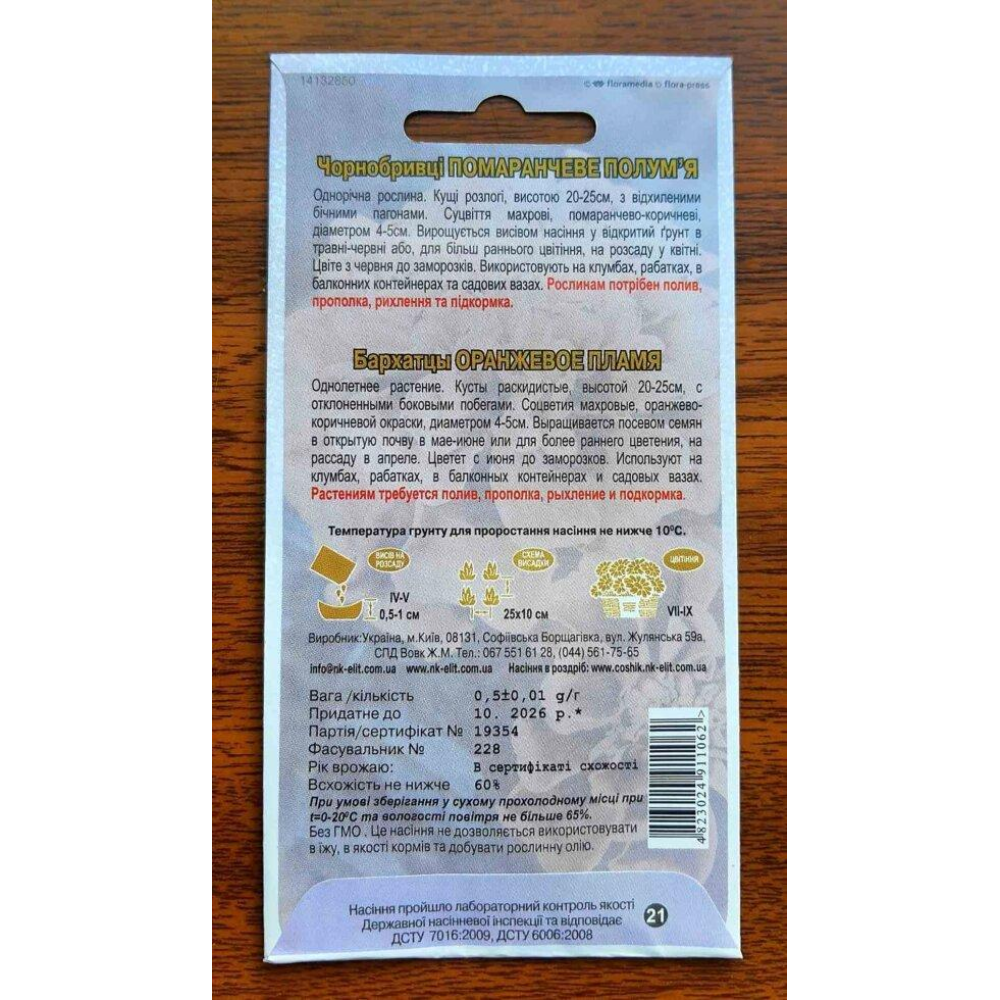 14132850
© floramedia © flora-press
Чорнобривці ПОМАРАНЧЕВЕ ПОЛУМ'Я
Однорічна рослина. Кущі розлогі, висотою 20-25см, з відхиленими
бічними пагонами. Суцвіття махрові, помаранчево-коричневі,
діаметром 4-5см. Вирощується висівом насіння у відкритий ґрунт в
травні-червні або, для більш раннього цвітіння, на розсаду у квітні.
Цвіте з червня до заморозків. Використовують на клумбах, рабатках, в
балконних контейнерах та садових вазах. Рослинам потрібен полив,
прополка, рихлення та підкормка.
Бархатцы ОРАНЖЕВОЕ ПЛАМЯ
Однолетнее растение. Кусты раскидистые, высотой 20-25см, с
отклоненными боковыми побегами. Соцветия махровые, оранжево-
коричневой окраски, диаметром 4-5см. Выращивается посевом семян
в открытую почву в мае-июне или для более раннего цветения, на
рассаду в апреле. Цветет с июня до заморозков. Используют на
клумбах, рабатках, в балконных контейнерах и садовых вазах.
Растениям требуется полив, прополка, рыхление и подкормка.
Температура грунту для проростання насіння не нижче 10⁰С.
ВИСІВ НА
РОЗСАДУ
IV-V
0,5-1 см
СХЕМА
ВИСАДКИ
25х10 см
ЦВІТІННЯ
VII-IX
Виробник:Україна, м.Київ, 08131, Софіївська Борщагівка, вул. Жулянська 59а,
СПД Вовк Ж.М. Тел.: 067 551 61 28, (044) 561-75-65
info@nk-elit.com.ua www.nk-elit.com.ua Насіння в роздріб: www.coshik.nk-elit.com.ua
Вага /кількість 0,5±0,01 g/г
Придатне до 10. 2026 р.*
Партія/сертифікат № 19354
Фасувальник № 228
Рік врожаю: В сертифікаті схожості
Всхожість не нижче 60%
При умові зберігання у сухому прохолодному місці при
t=0-20⁰С та вологості повітря не більше 65%.
Без ГМО . Це насіння не дозволяється використовувати
в їжу, в якості кормів та добувати рослинну олію.
4823024911062>
Насіння пройшло лабораторний контроль якості
Державної насінневої інспекції та відповідає
ДСТУ 7016:2009, ДСТУ 6006:2008
21